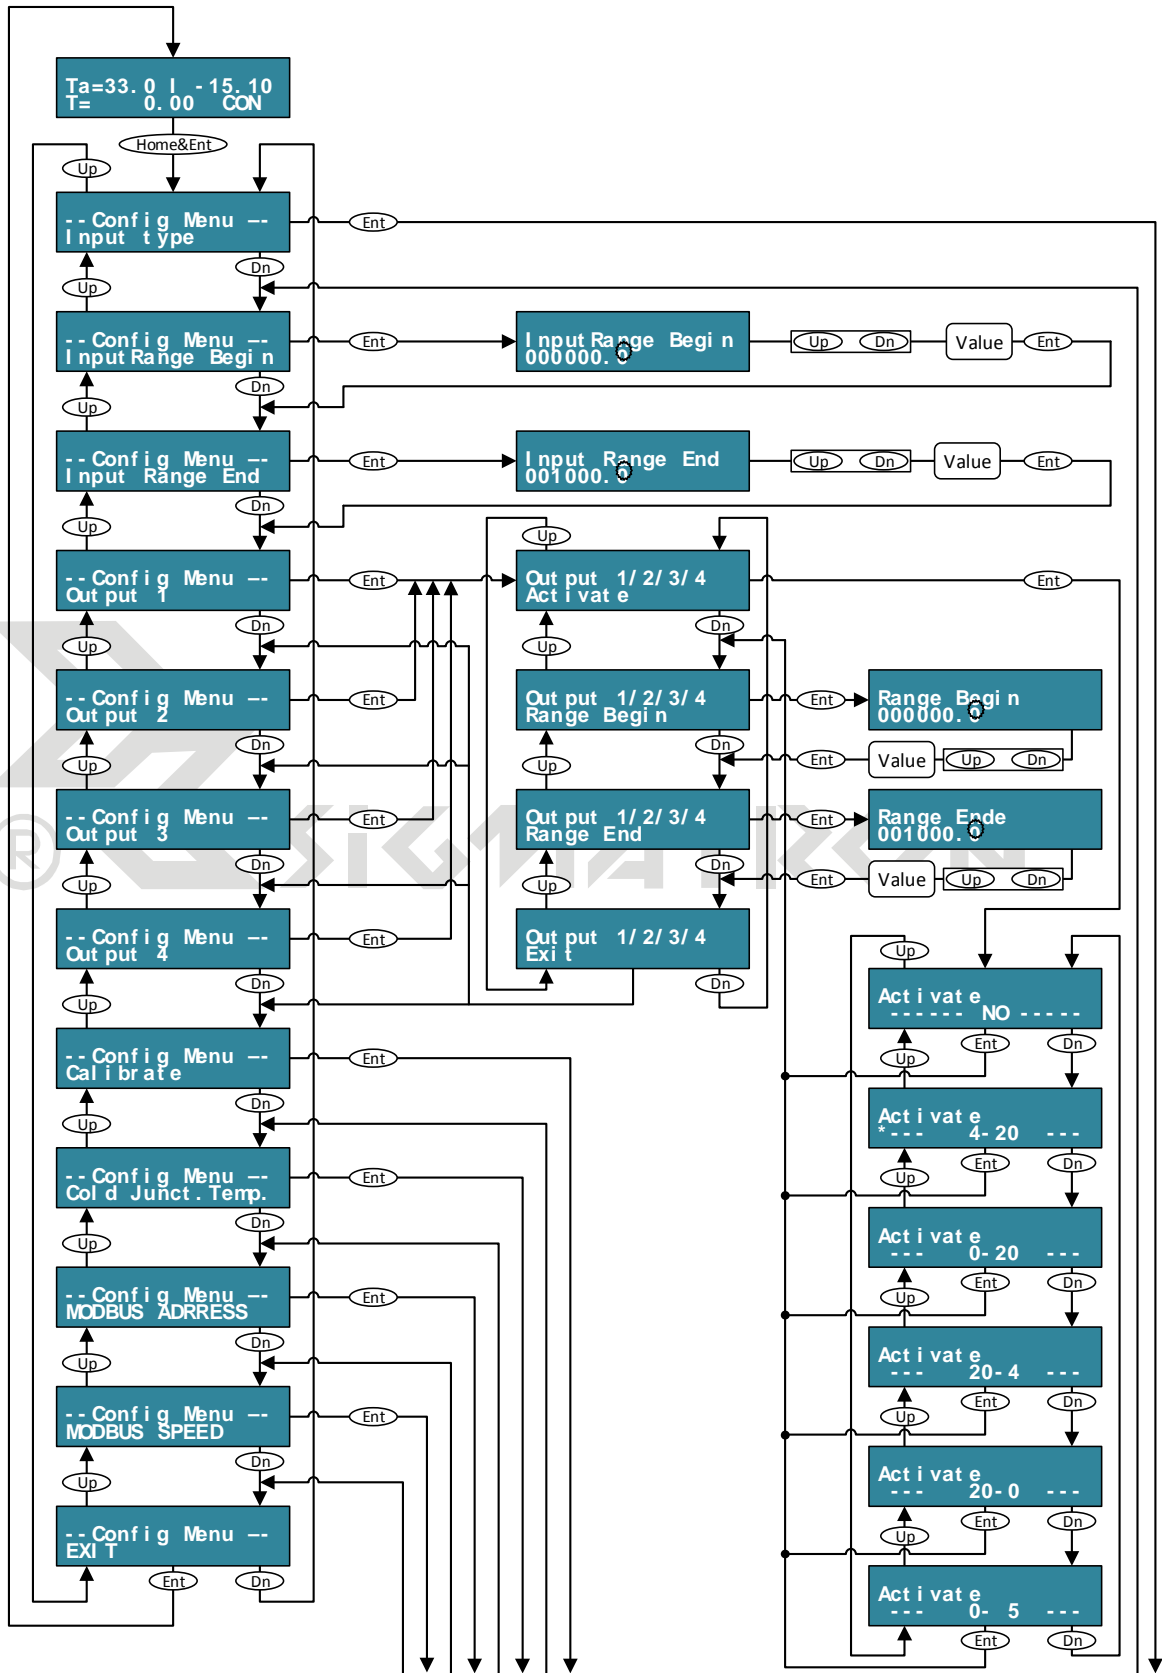 Ta=33.0 I -15.10
T= 0.00 CON
Home&Ent
Up
--Config Menu --
Input type
Ent
Dn
Up
--Config Menu --
InputRange Begin
Ent
InputRange Begin
000000.0
Up Dn
Value
Ent
Dn
Up
--Config Menu --
Input Range End
Ent
Input Range End
001000.0
Up Dn
Value
Ent
Dn
Up
Up
--Config Menu --
Output 1
Ent
Output 1/2/3/4
Activate
Ent
Dn
Up
Up
Dn
--Config Menu --
Output 2
Ent
Output 1/2/3/4
Range Begin
Ent
Range Begin
000000.0
Dn
Up
Up
Dn
Ent
Value
Up Dn
--Config Menu --
Output 3
Ent
Output 1/2/3/4
Range End
Ent
Range Ende
001000.0
® SIGMATRON
Dn
Up
Up
Dn
Ent
Value
Up Dn
--Config Menu --
Output 4
Ent
Output 1/2/3/4
Exit
Up
Dn
Up
Dn
Activate
------ NO -----
--Config Menu --
Calibrate
Ent
Up
Ent
Dn
Dn
Up
Activate
*--- 4-20 ---
--Config Menu --
Cold Junct.Temp.
Ent
Up
Ent
Dn
Dn
Up
Activate
--- 0-20 ---
--Config Menu --
MODBUS ADRRESS
Ent
Up
Ent
Dn
Dn
Up
Activate
--- 20-4 ---
--Config Menu --
MODBUS SPEED
Ent
Up
Ent
Dn
Dn
Up
Activate
--- 20-0 ---
--Config Menu --
EXIT
Up
Ent
Dn
Ent
Dn
Activate
--- 0- 5 ---
Ent
Dn